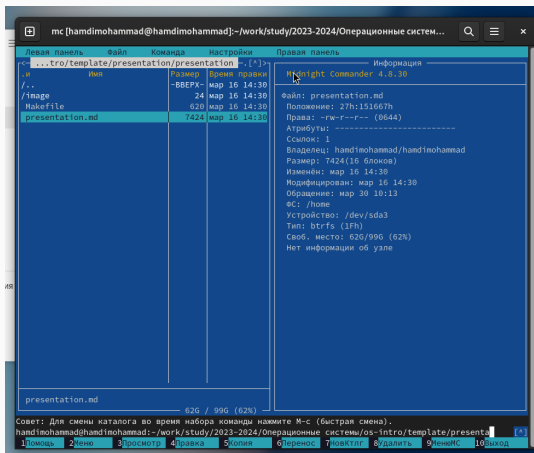 mc [hamdimohammad@hamdimohammad]:~/work/study/2023-2024/Операционные систем...
Левая панель Файл Команда Настройки Правая панель
<— ...tro/template/presentation/presentation —.[^]>
.и Имя Размер Время правки
/.. -ВВЕРХ- мар 16 14:30
/image 24 мар 16 14:30
Makefile 620 мар 16 14:30
presentation.md 7424 мар 16 14:30
presentation.md
62G / 99G (62%)
Информация
Midnight Commander 4.8.30
Файл: presentation.md
Положение: 27h:151667h
Права: -rw-r--r-- (0644)
Атрибуты: ------------------------
Ссылок: 1
Владелец: hamdimohammad/hamdimohammad
Размер: 7424(16 блоков)
Изменён: мар 16 14:30
Модифицирован: мар 16 14:30
Обращение: мар 30 10:13
ФС: /home
Устройство: /dev/sda3
Тип: btrfs (1Fh)
Своб. место: 62G/99G (62%)
Нет информации об узле
Совет: Для смены каталога во время набора команды нажмите M-c (быстрая смена).
hamdimohammad@hamdimohammad:~/work/study/2023-2024/Операционные системы/os-intro/template/presenta [^]
1Помощь 2Меню 3Просмотр 4Правка 5Копия 6Перенос 7НовКтлг 8Удалить 9МенюMC 10Выход
ия